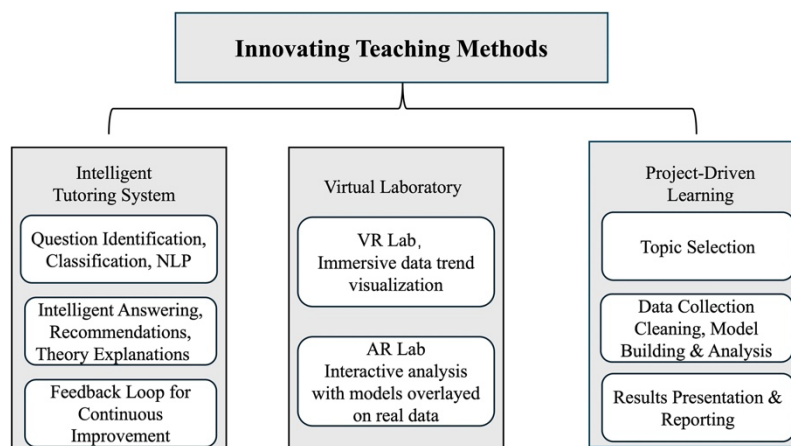 Innovating Teaching Methods
Intelligent
Tutoring System
Question Identification,
Classification, NLP
Intelligent Answering,
Recommendations,
Theory Explanations
Feedback Loop for
Continuous
Improvement
Virtual Laboratory
VR Lab,
Immersive data trend
visualization
AR Lab
Interactive analysis
with models overlayed
on real data
Project-Driven
Learning
Topic Selection
Data Collection
Cleaning, Model
Building & Analysis
Results Presentation &
Reporting